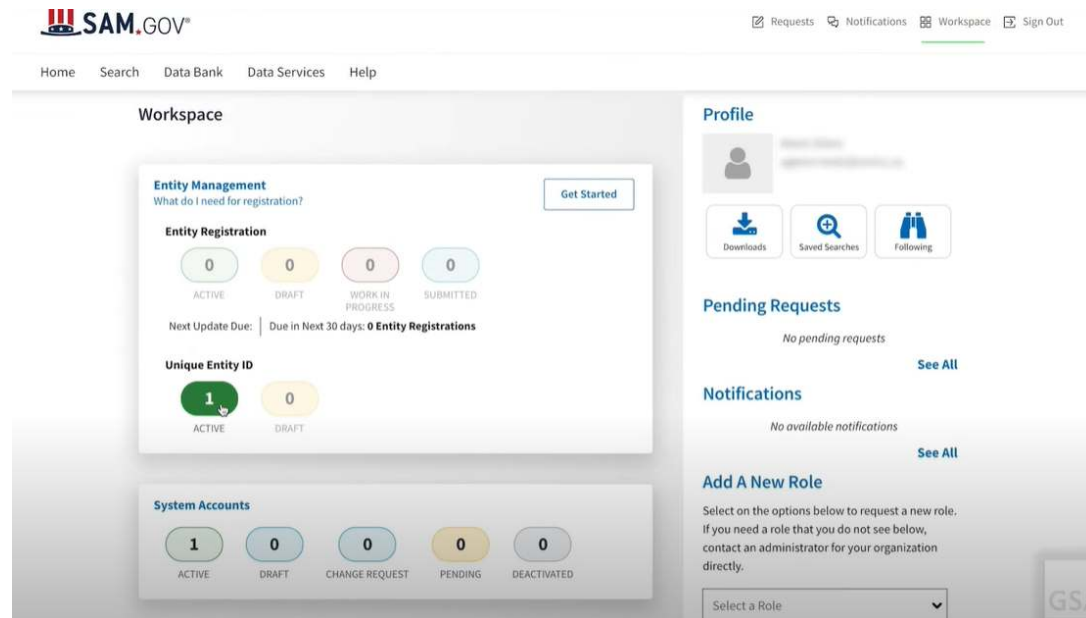 SAM.GOV®
Requests Notifications Workspace Sign Out
Home Search Data Bank Data Services Help
Workspace
Entity Management
What do I need for registration?
Get Started
Entity Registration
0 0 0 0
ACTIVE DRAFT WORK IN PROGRESS SUBMITTED
Next Update Due: Due in Next 30 days: 0 Entity Registrations
Unique Entity ID
1 0
ACTIVE DRAFT
System Accounts
1 0 0 0 0
ACTIVE DRAFT CHANGE REQUEST PENDING DEACTIVATED
Profile
Downloads Saved Searches Following
Pending Requests
No pending requests
See All
Notifications
No available notifications
See All
Add A New Role
Select on the options below to request a new role.
If you need a role that you do not see below,
contact an administrator for your organization
directly.
Select a Role
GSA